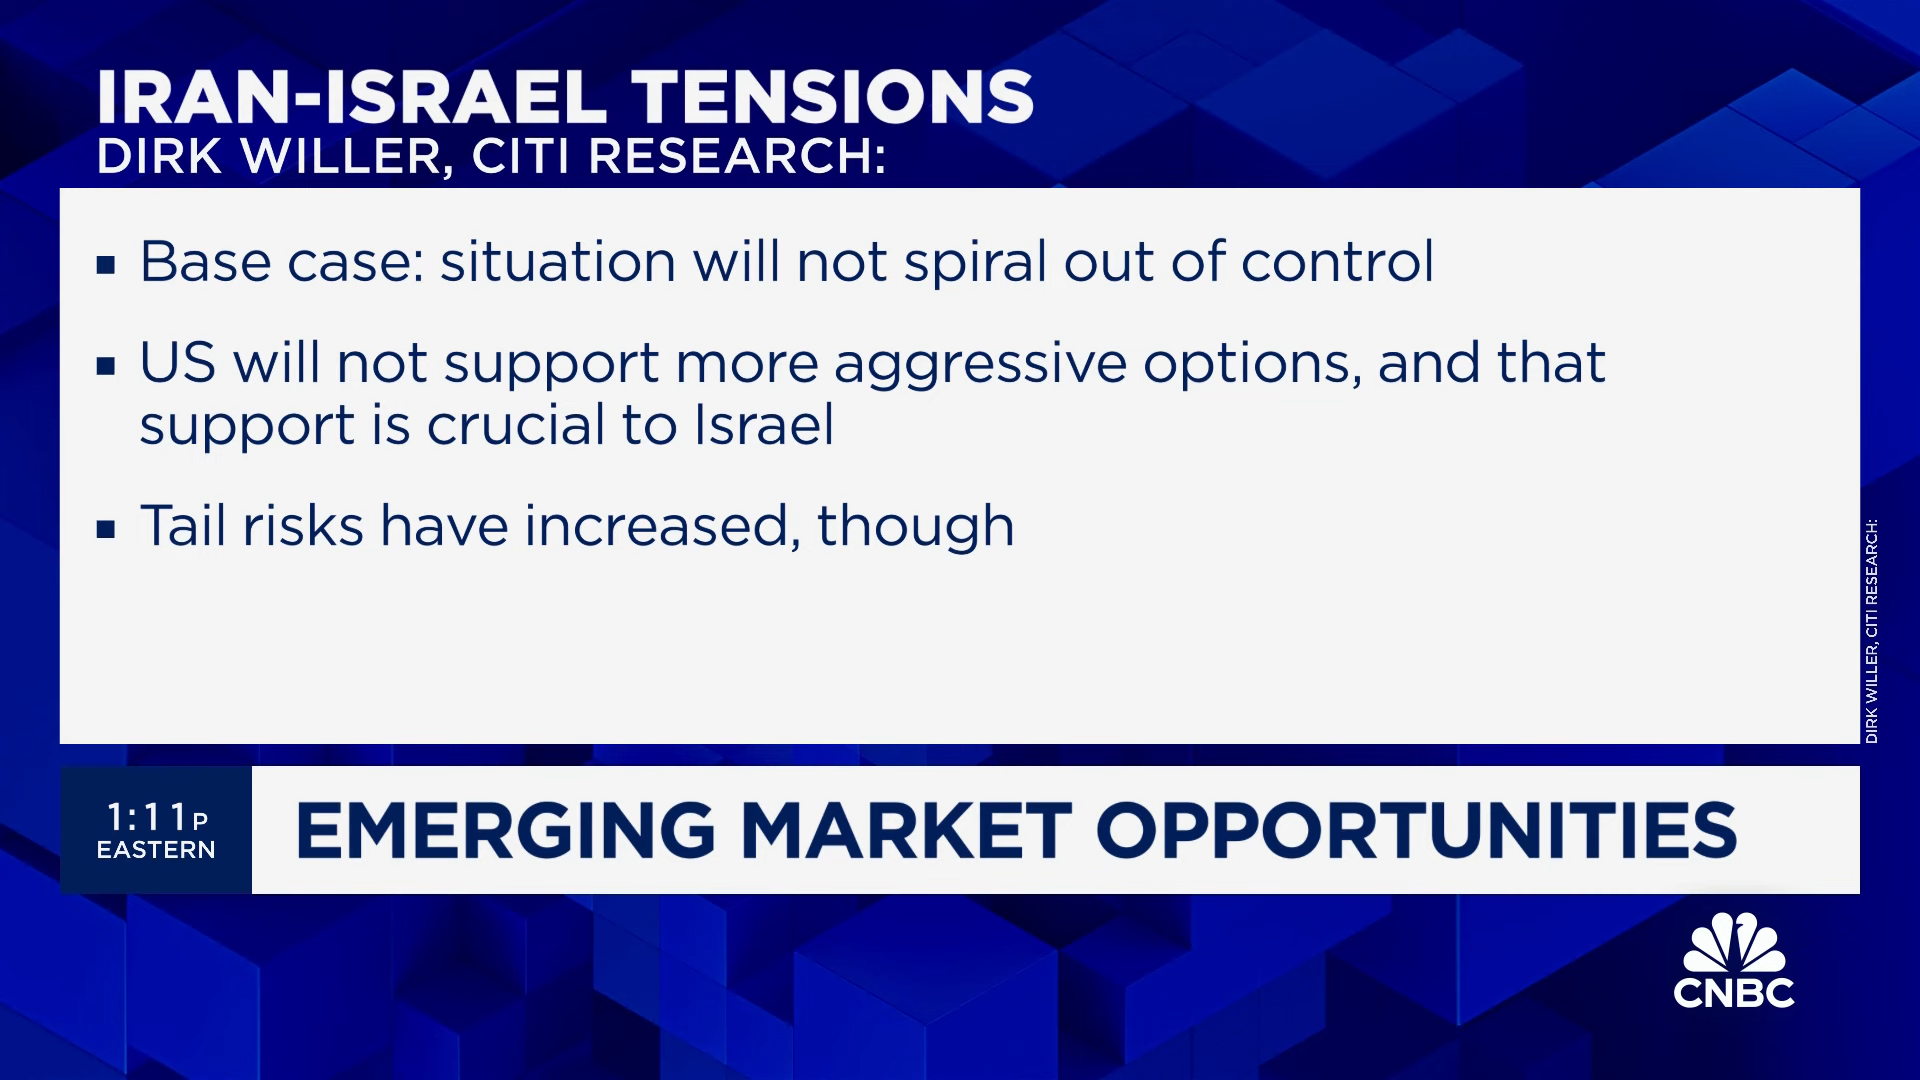 IRAN-ISRAEL TENSIONS
DIRK WILLER, CITI RESEARCH:
▪ Base case: situation will not spiral out of control
▪ US will not support more aggressive options, and that
support is crucial to Israel
▪ Tail risks have increased, though
DIRK WILLER, CITI RESEARCH:
1:11P
EASTERN
EMERGING MARKET OPPORTUNITIES
CNBC